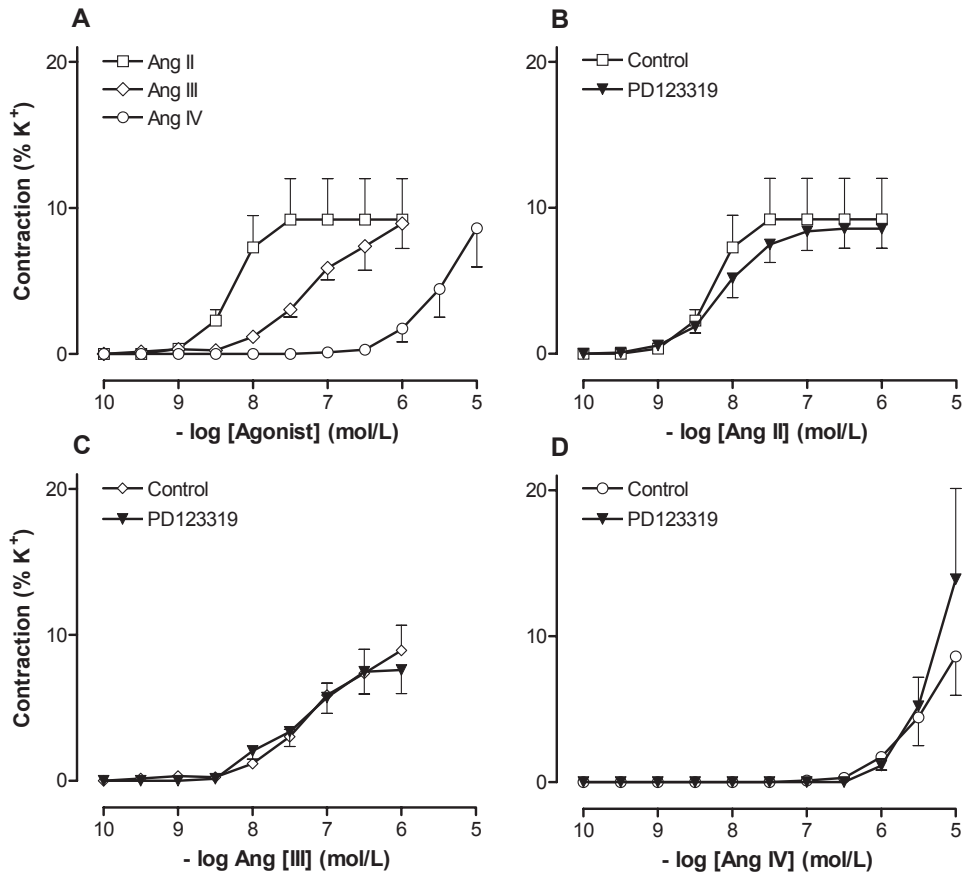 A
Ang II
Ang III
Ang IV
Contraction (% K+)
20
10
0
10 9 8 7 6 5
- log [Agonist] (mol/L)
B
Control
PD123319
20
10
0
10 9 8 7 6 5
- log [Ang II] (mol/L)
C
Control
PD123319
Contraction (% K+)
20
10
0
10 9 8 7 6 5
- log Ang [III] (mol/L)
D
Control
PD123319
20
10
0
10 9 8 7 6 5
- log [Ang IV] (mol/L)